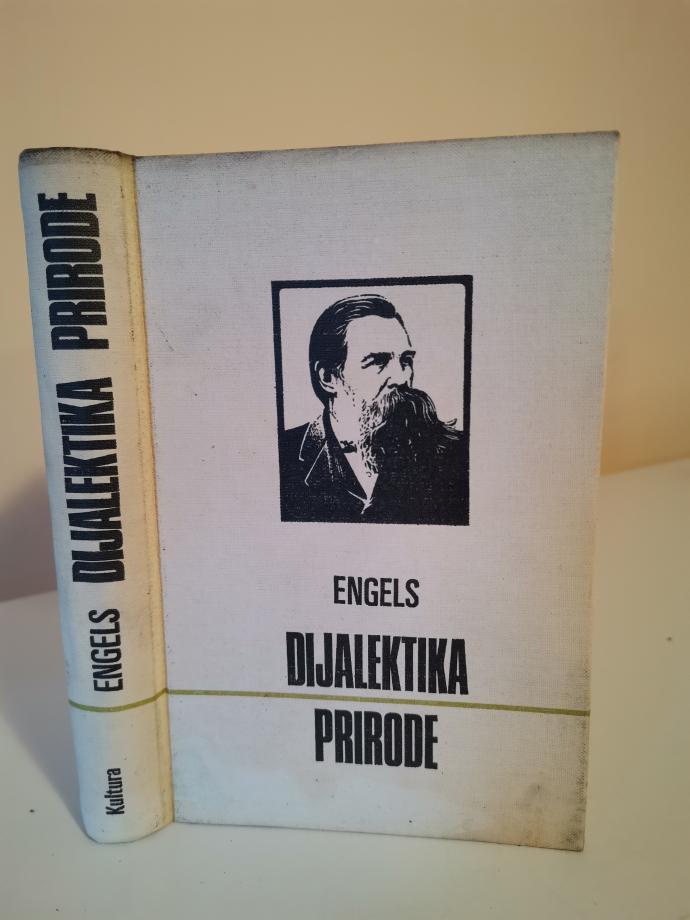 ENGELS
DIJALEKTIKA
PRIRODE
Kultura ENGELS DIJALEKTIKA PRIRODE